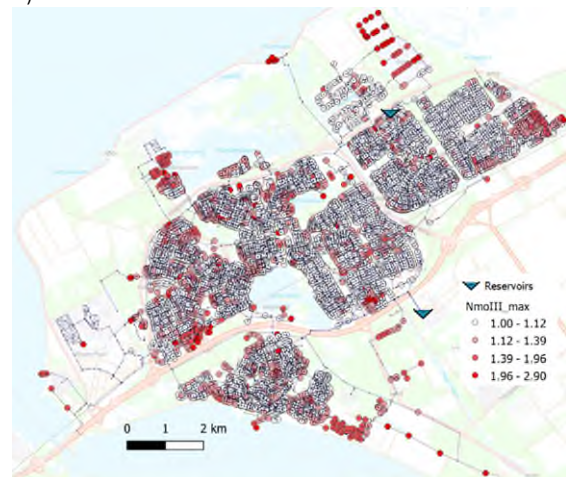 Reservoirs
NmoIII_max
1.00 - 1.12
1.12 - 1.39
1.39 - 1.96
1.96 - 2.90
0 1 2 km